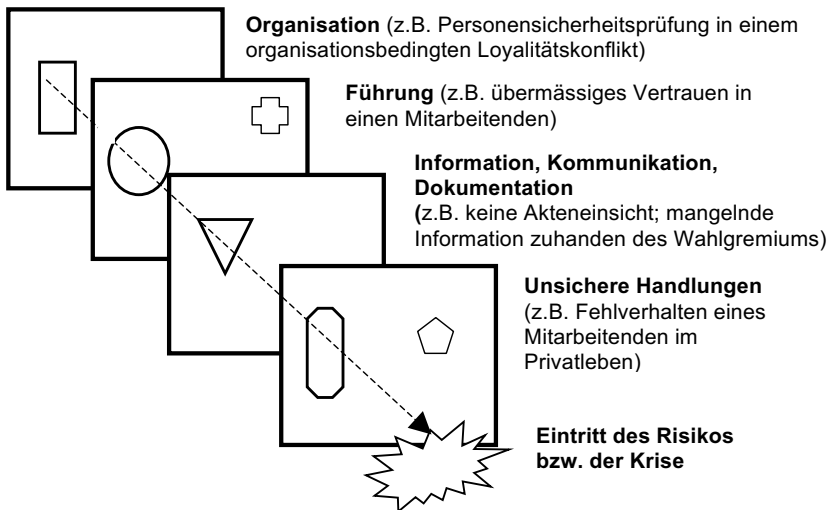 Organisation (z.B. Personensicherheitsprüfung in einem
organisationsbedingten Loyalitätskonflikt)
Führung (z.B. übermässiges Vertrauen in
einen Mitarbeitenden)
Information, Kommunikation,
Dokumentation
(z.B. keine Akteneinsicht; mangelnde
Information zuhanden des Wahlgremiums)
Unsichere Handlungen
(z.B. Fehlverhalten eines
Mitarbeitenden im
Privatleben)
Eintritt des Risikos
bzw. der Krise